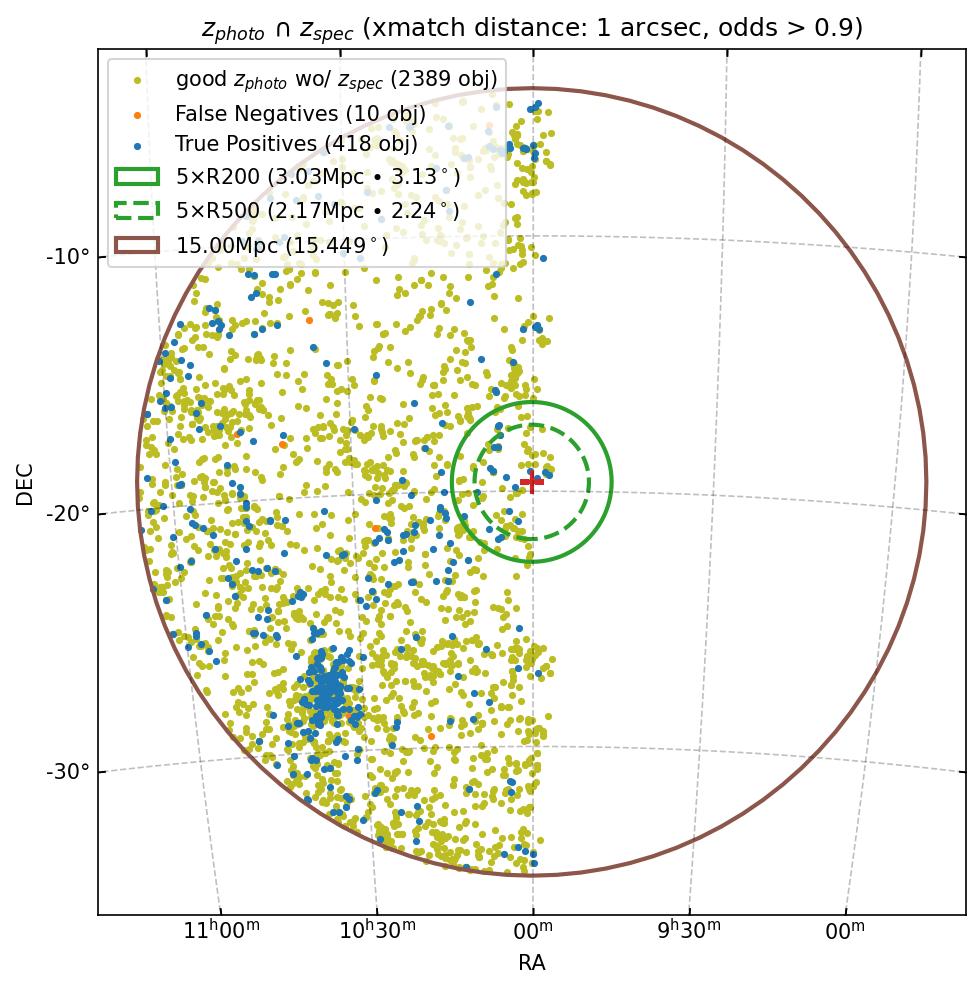 z_photo ∩ z_spec (xmatch distance: 1 arcsec, odds > 0.9)
good z_photo wo/ z_spec (2389 obj)
False Negatives (10 obj)
True Positives (418 obj)
5×R200 (3.03Mpc • 3.13°)
5×R500 (2.17Mpc • 2.24°)
15.00Mpc (15.449°)
-10°
-20°
-30°
DEC
11h00m 10h30m 00m 9h30m 00m
RA